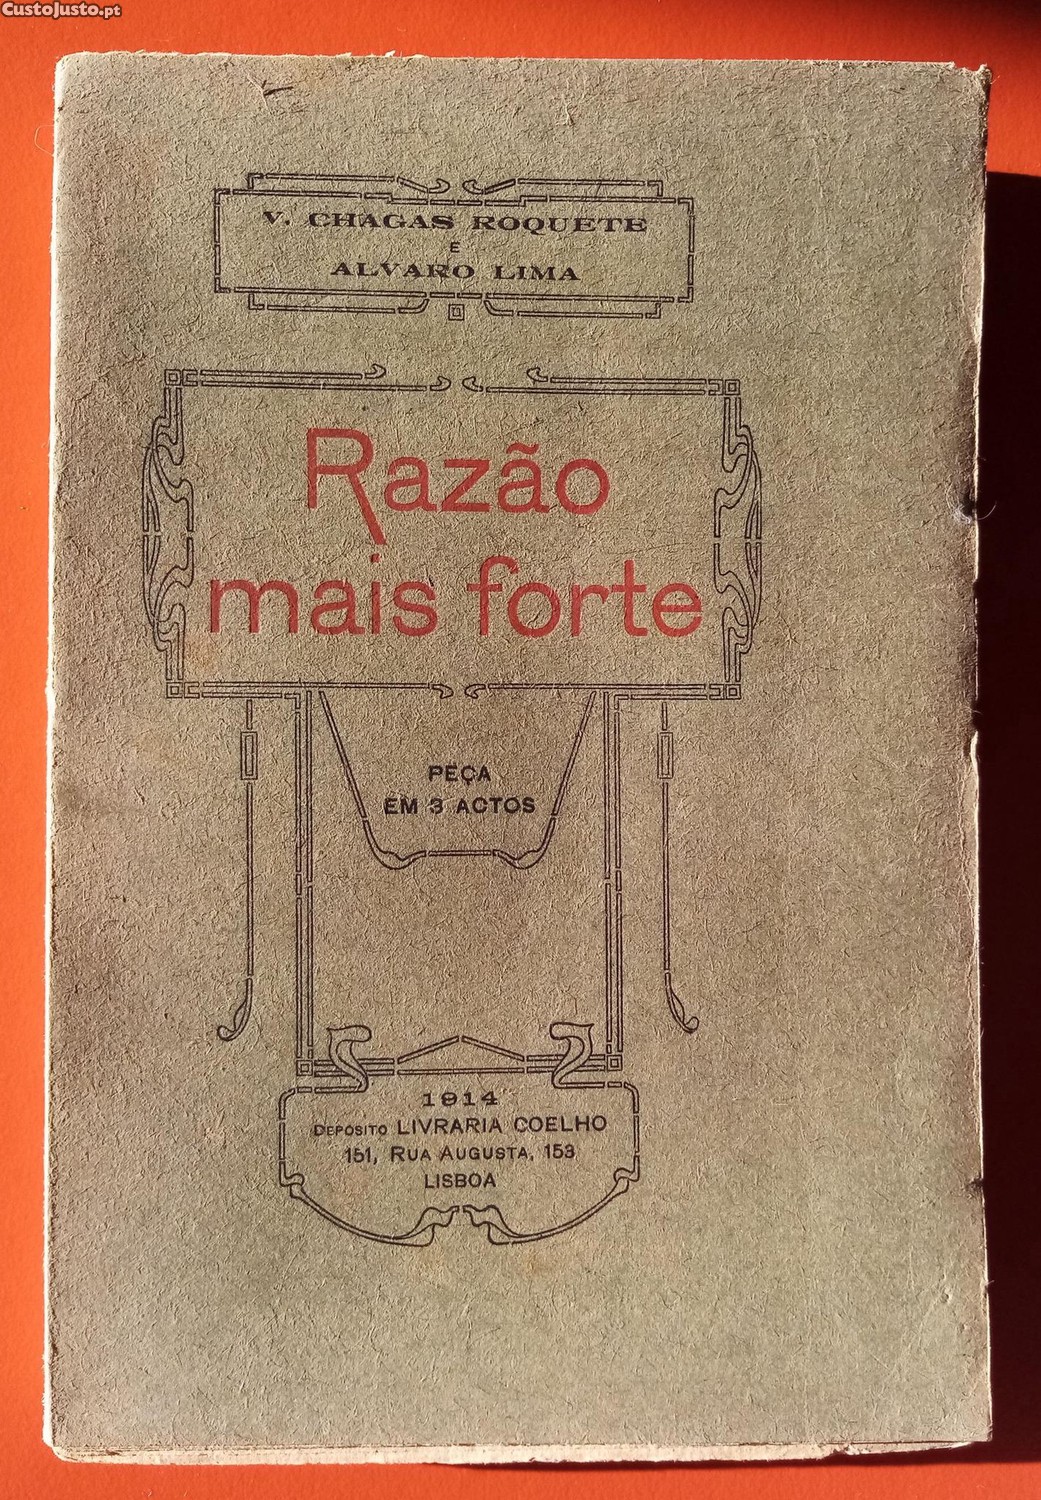 CustoJusto.pt
V. CHAGAS ROQUETE
E
ALVARO LIMA
Razão
mais forte
PEÇA
EM 3 ACTOS
1914
DEPOSITO LIVRARIA COELHO
151, RUA AUGUSTA, 153
LISBOA